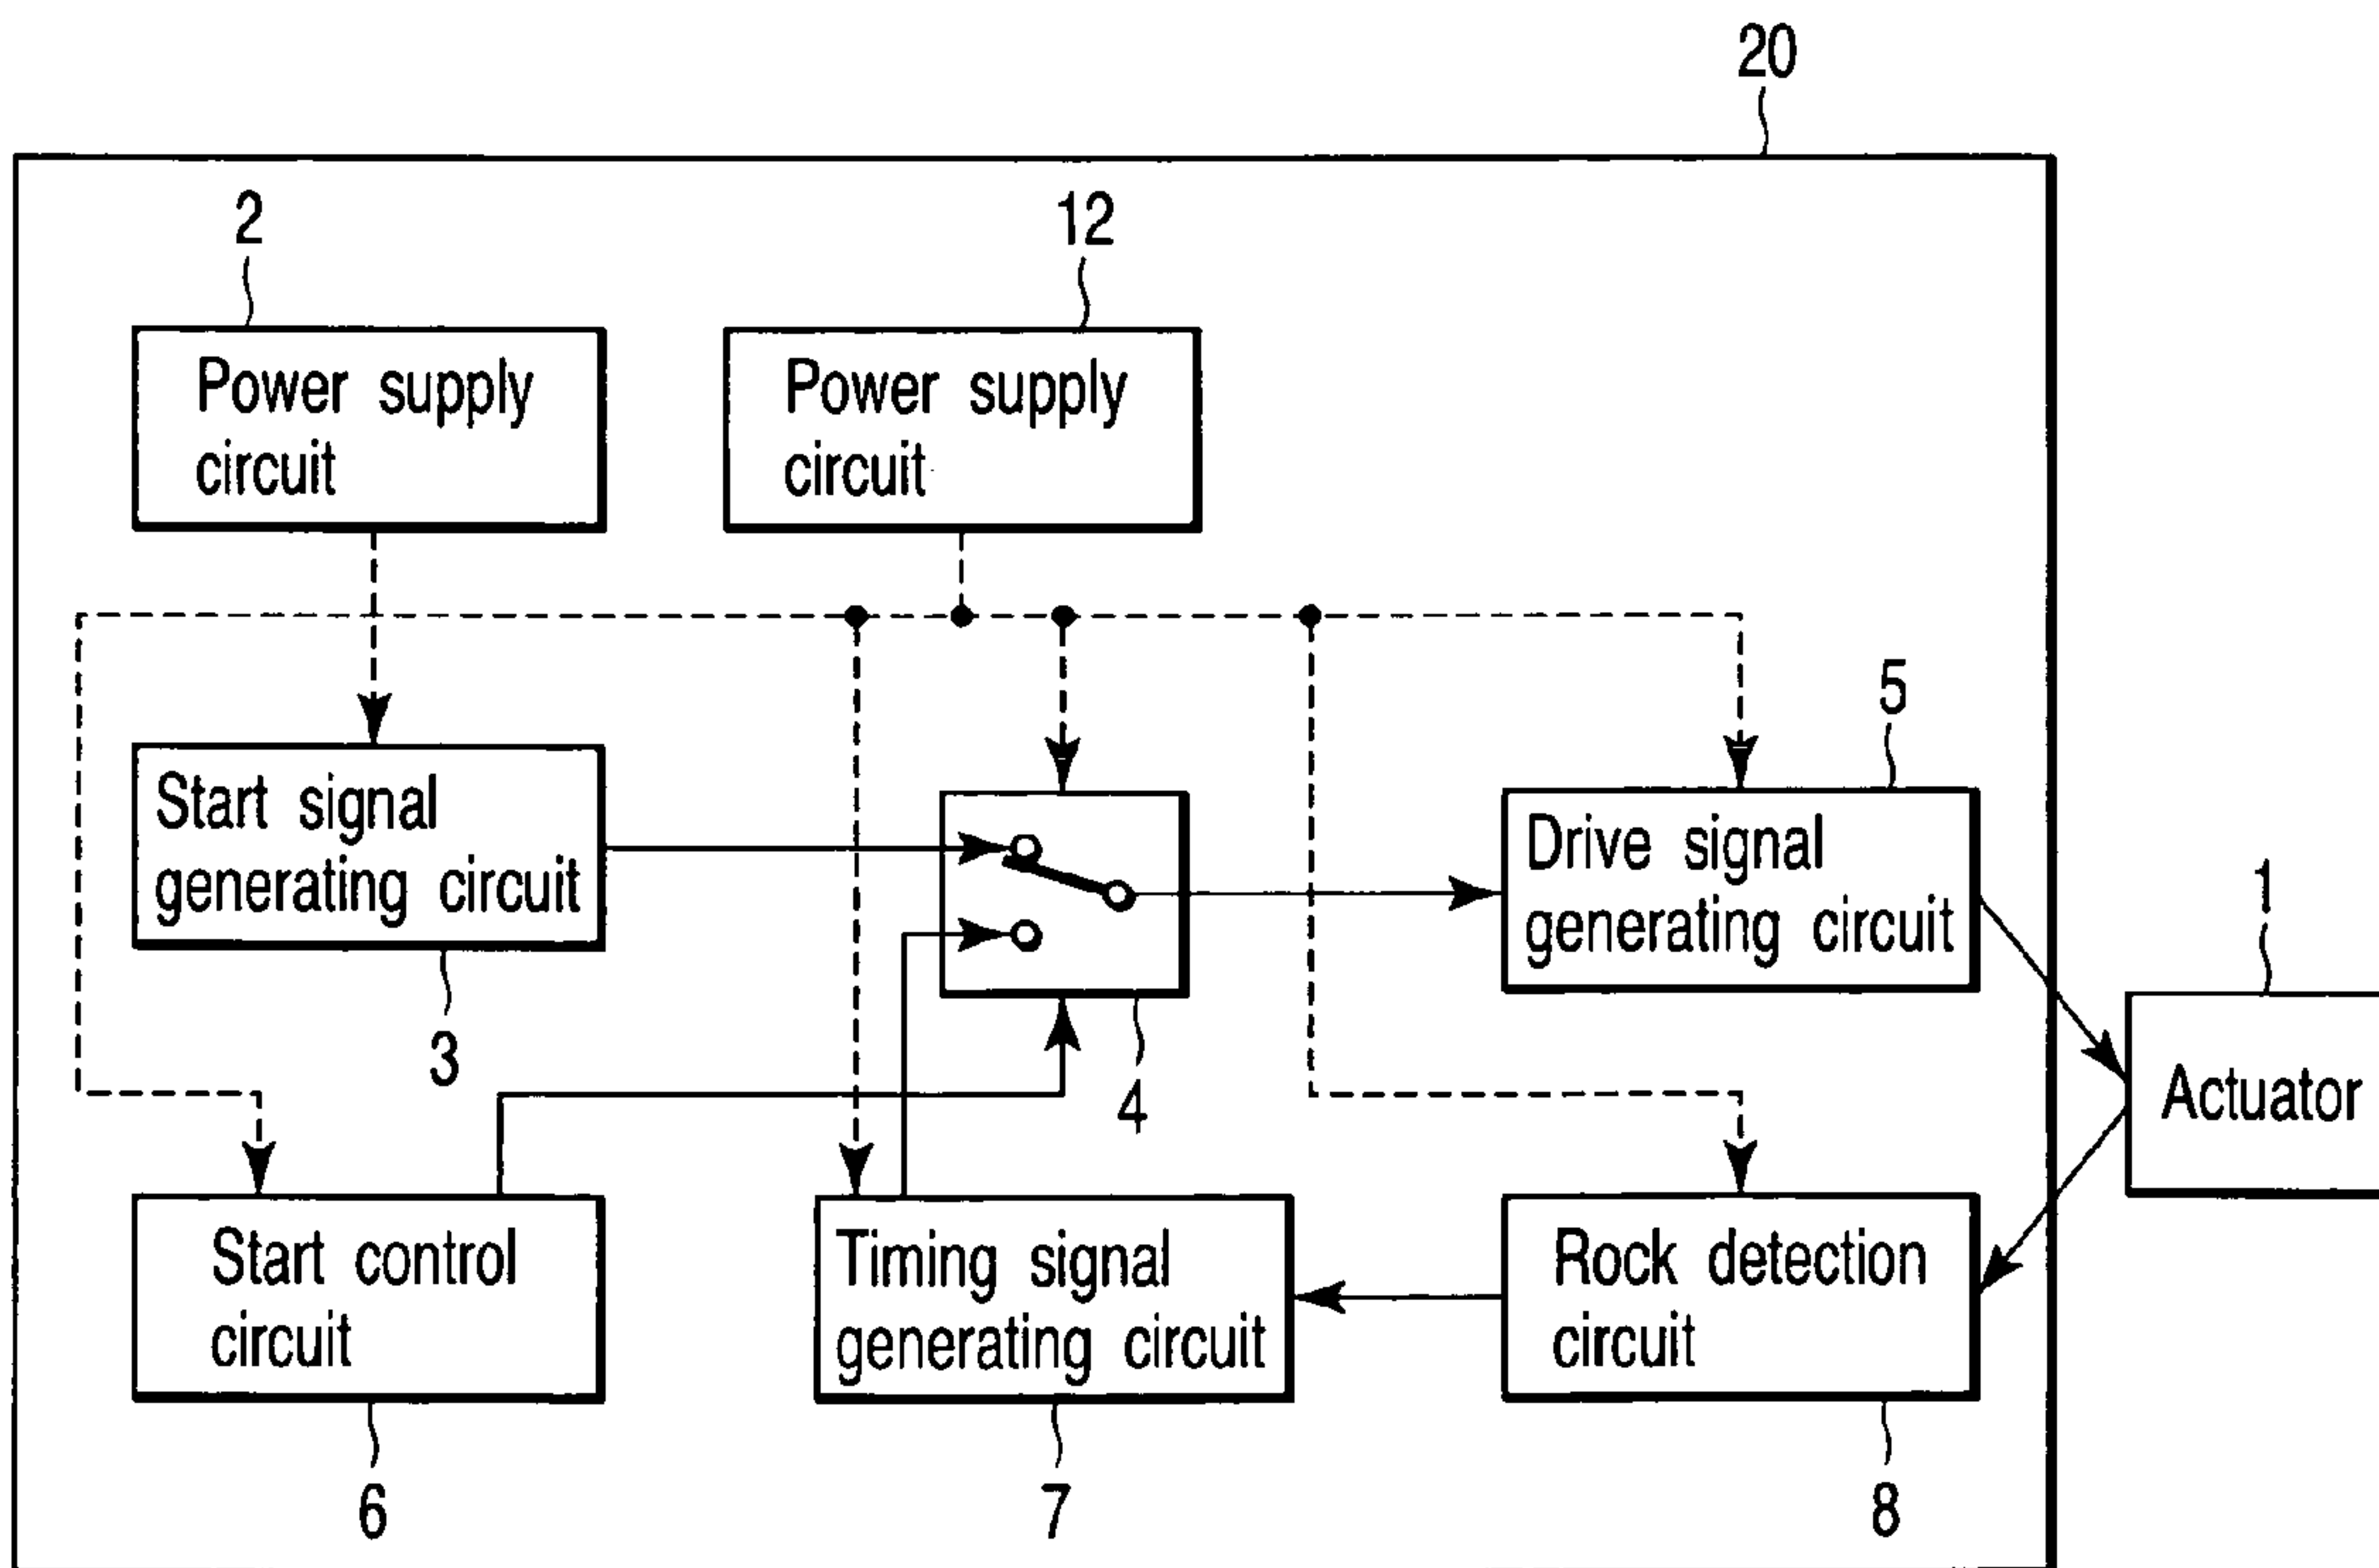 20
2
12
Power supply
circuit
Power supply
circuit
5
Start signal
generating circuit
Drive signal
generating circuit
1
3
4
Actuator
Start control
circuit
Timing signal
generating circuit
Rock detection
circuit
6
7
8